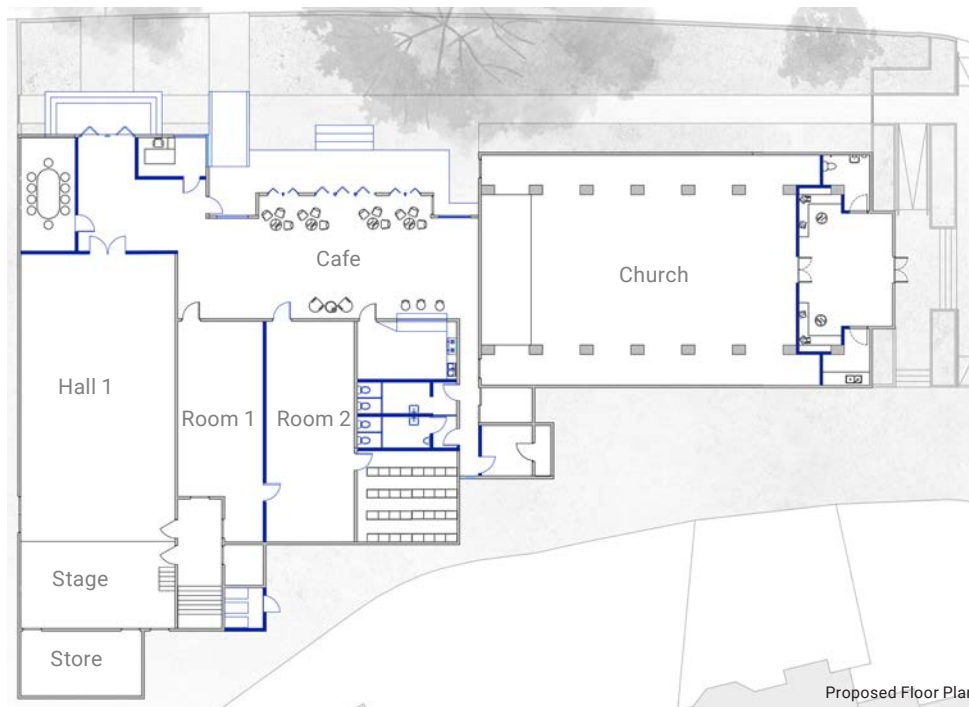 Cafe
Church
Hall 1
Room 1
Room 2
Stage
Store
Proposed Floor Plan